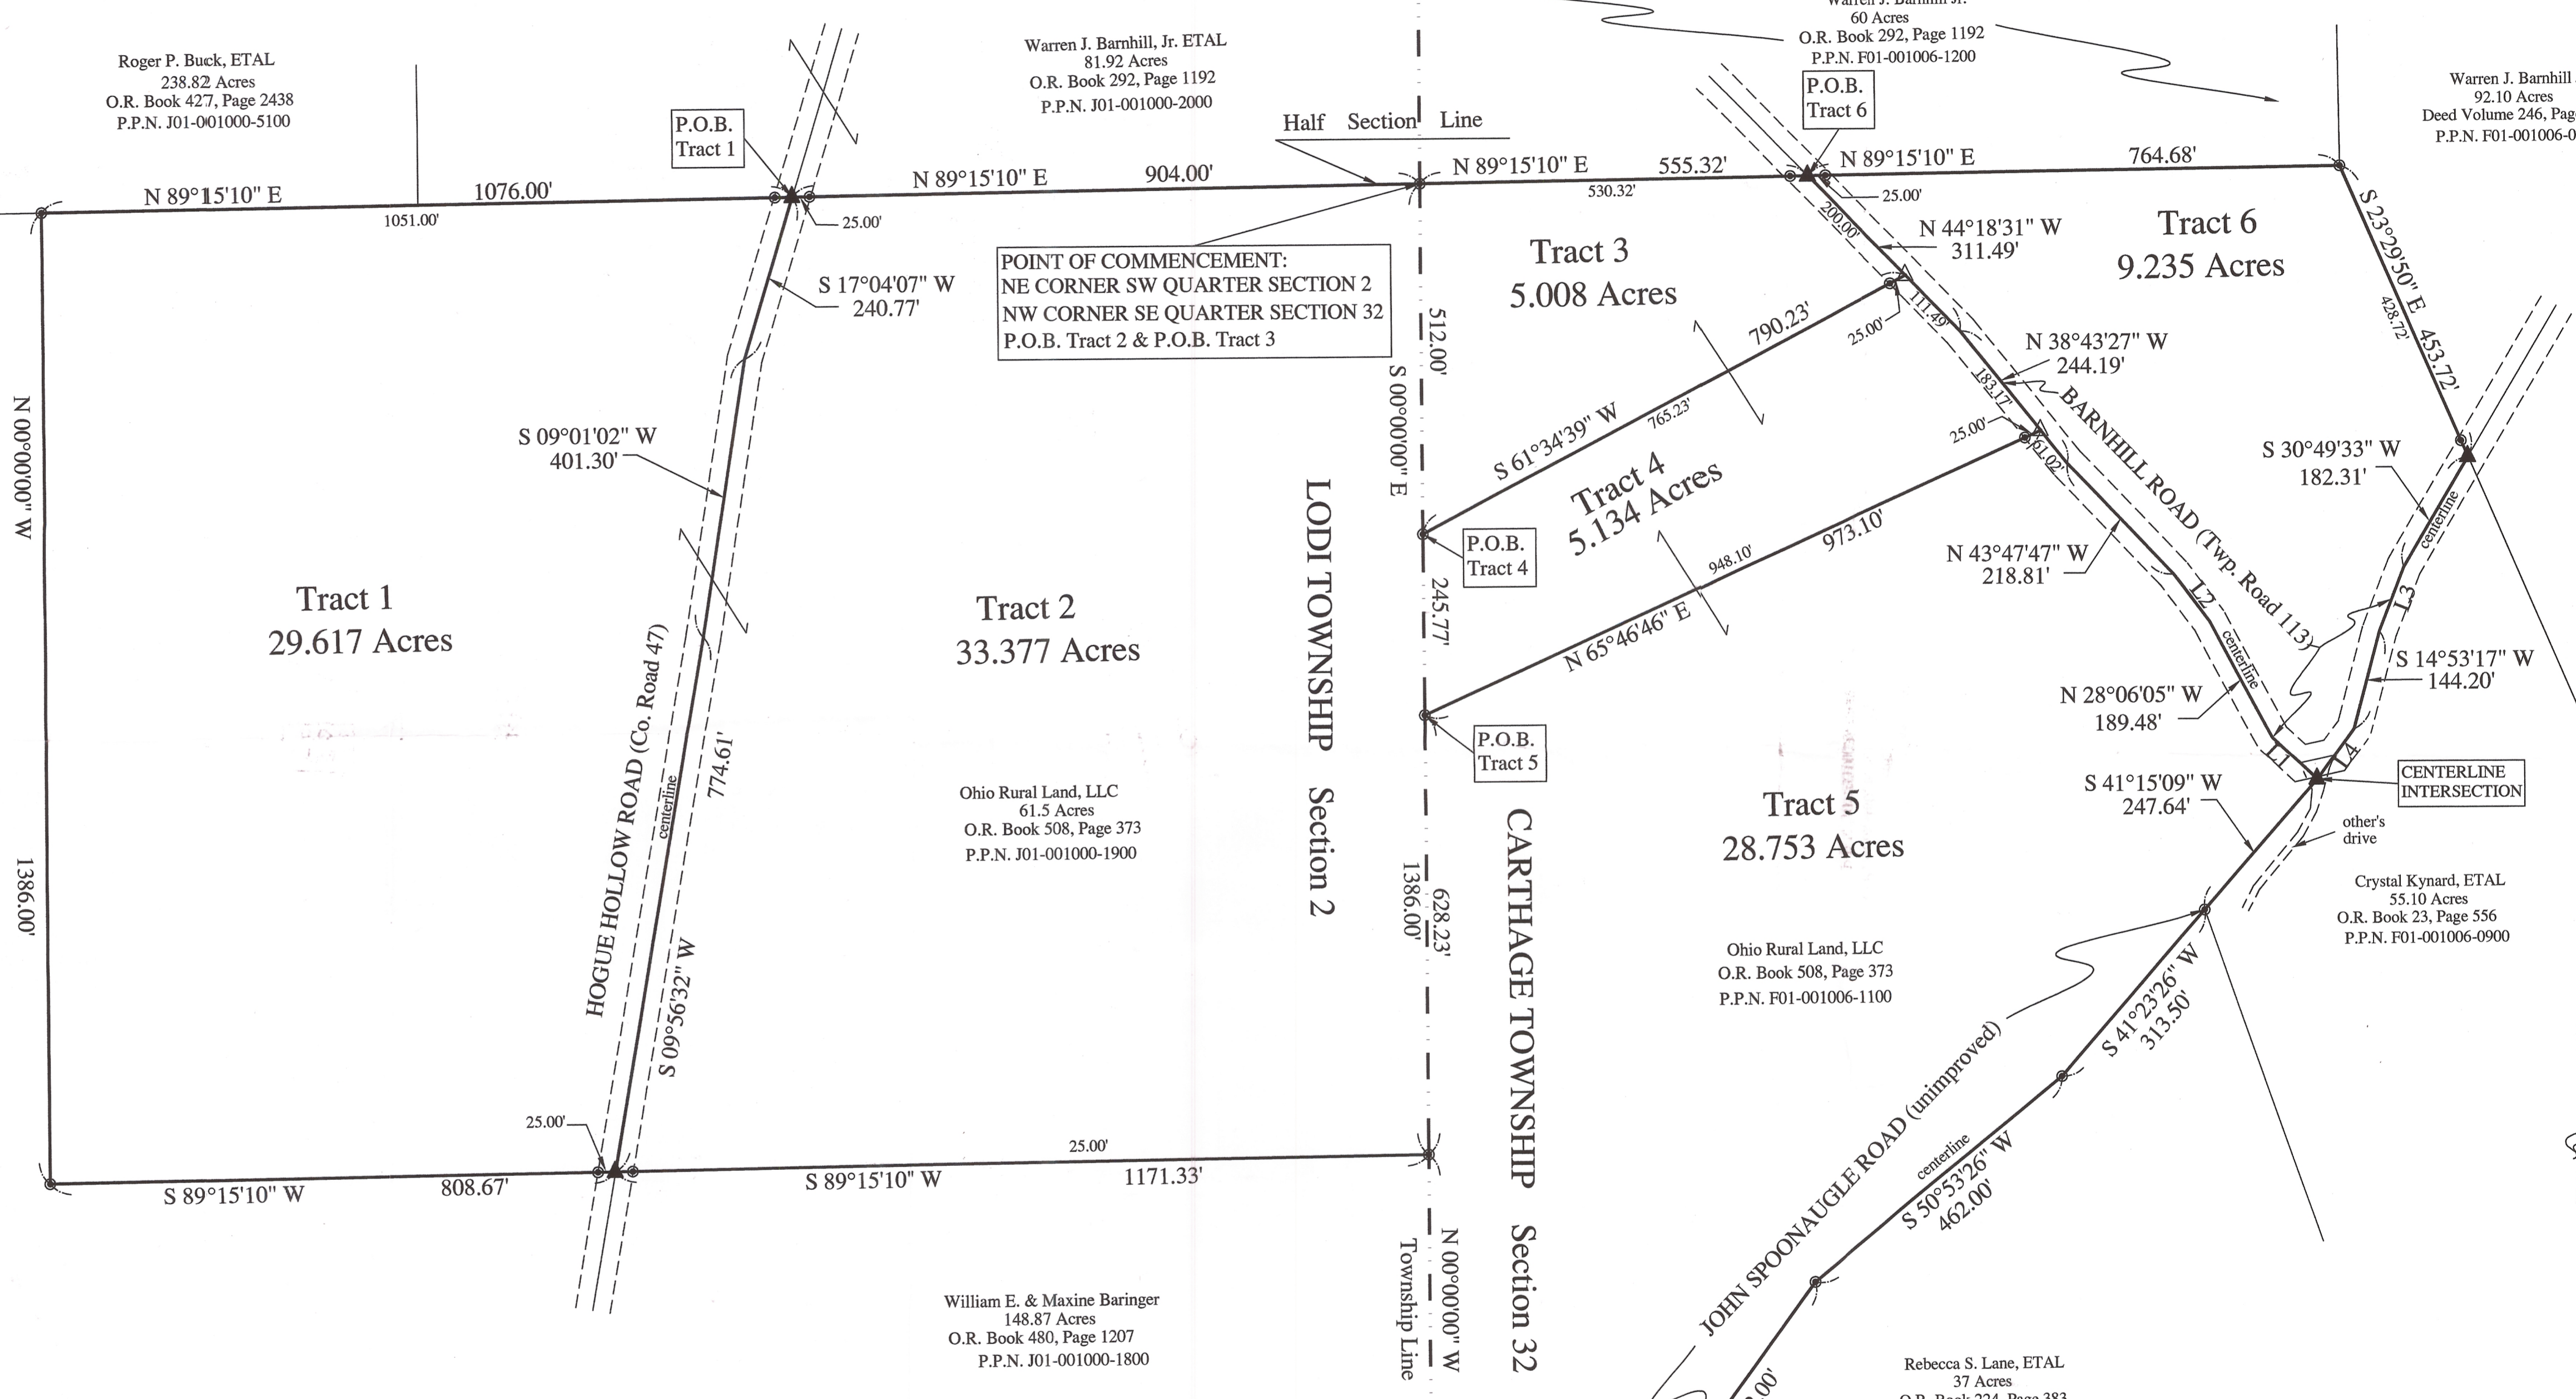 Roger P. Buck, ETAL
238.82 Acres
O.R. Book 427, Page 2438
P.P.N. J01-001000-5100
Warren J. Barnhill, Jr. ETAL
81.92 Acres
O.R. Book 292, Page 1192
P.P.N. J01-001000-2000
Warren J. Barnhill Jr.
60 Acres
O.R. Book 292, Page 1192
P.P.N. F01-001006-1200
Warren J. Barnhill
92.10 Acres
Deed Volume 246, Pag
P.P.N. F01-001006-0
P.O.B.
Tract 1
P.O.B.
Tract 6
Half Section Line
N 89°15'10" E
1076.00'
1051.00'
25.00'
N 89°15'10" E
904.00'
N 89°15'10" E
555.32'
530.32'
N 89°15'10" E
764.68'
25.00'
POINT OF COMMENCEMENT:
NE CORNER SW QUARTER SECTION 2
NW CORNER SE QUARTER SECTION 32
P.O.B. Tract 2 & P.O.B. Tract 3
S 17°04'07" W
240.77'
S 09°01'02" W
401.30'
Tract 3
5.008 Acres
200.00'
N 44°18'31" W
311.49'
111.49'
25.00'
Tract 6
9.235 Acres
S 23°29'50" E 453.72'
428.72'
N 38°43'27" W
244.19'
183.17'
25.00'
61.02'
BARNHILL ROAD (Twp. Road 113)
S 30°49'33" W
182.31'
centerline
512.00'
S 00°00'00" E
790.23'
S 61°34'39" W
765.23'
Tract 4
5.134 Acres
P.O.B.
Tract 4
973.10'
948.10'
N 65°46'46" E
N 43°47'47" W
218.81'
L2
centerline
L3
S 14°53'17" W
144.20'
N 28°06'05" W
189.48'
L1
L4
CENTERLINE
INTERSECTION
S 41°15'09" W
247.64'
other's
drive
N 00°00'00" W
1386.00'
Tract 1
29.617 Acres
Tract 2
33.377 Acres
HOGUE HOLLOW ROAD (Co. Road 47)
centerline
774.61'
S 09°56'32" W
Ohio Rural Land, LLC
61.5 Acres
O.R. Book 508, Page 373
P.P.N. J01-001000-1900
LODI TOWNSHIP Section 2
245.77'
P.O.B.
Tract 5
628.23'
1386.00'
CARTHAGE TOWNSHIP Section 32
Tract 5
28.753 Acres
Ohio Rural Land, LLC
O.R. Book 508, Page 373
P.P.N. F01-001006-1100
Crystal Kynard, ETAL
55.10 Acres
O.R. Book 23, Page 556
P.P.N. F01-001006-0900
S 41°23'26" W
313.50'
JOHN SPOONAUGLE ROAD (unimproved)
centerline
S 50°53'26" W
462.00'
25.00'
25.00'
S 89°15'10" W
808.67'
S 89°15'10" W
1171.33'
N 00°00'00" W
Township Line
William E. & Maxine Baringer
148.87 Acres
O.R. Book 480, Page 1207
P.P.N. J01-001000-1800
Rebecca S. Lane, ETAL
37 Acres
O.R. Book 224, Page 383